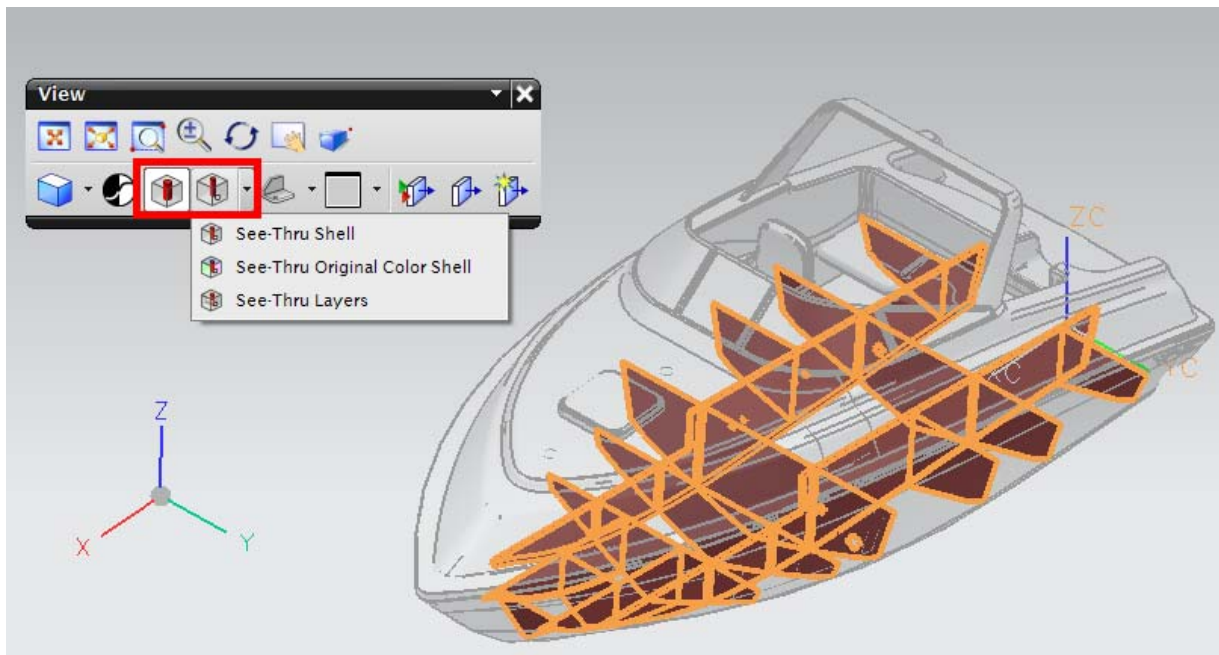 View
See-Thru Shell
See-Thru Original Color Shell
See-Thru Layers
ZC
XC
YC
Z
X
Y